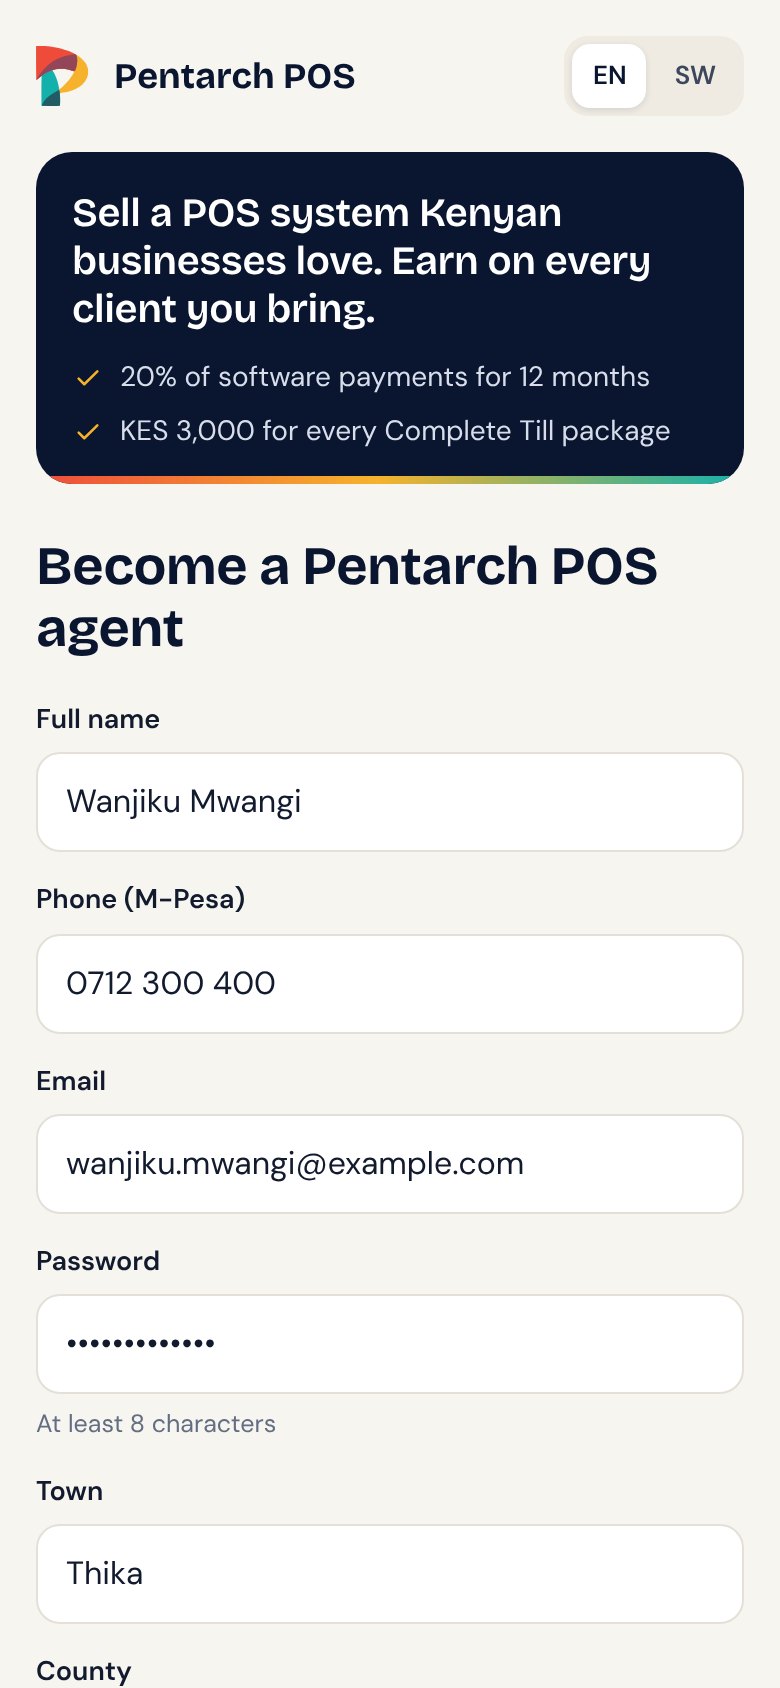 Pentarch POS
EN
SW
Sell a POS system Kenyan
businesses love. Earn on every
client you bring.
20% of software payments for 12 months
KES 3,000 for every Complete Till package
Become a Pentarch POS
agent
Full name
Wanjiku Mwangi
Phone (M-Pesa)
0712 300 400
Email
wanjiku.mwangi@example.com
Password
•••••••••••••
At least 8 characters
Town
Thika
County